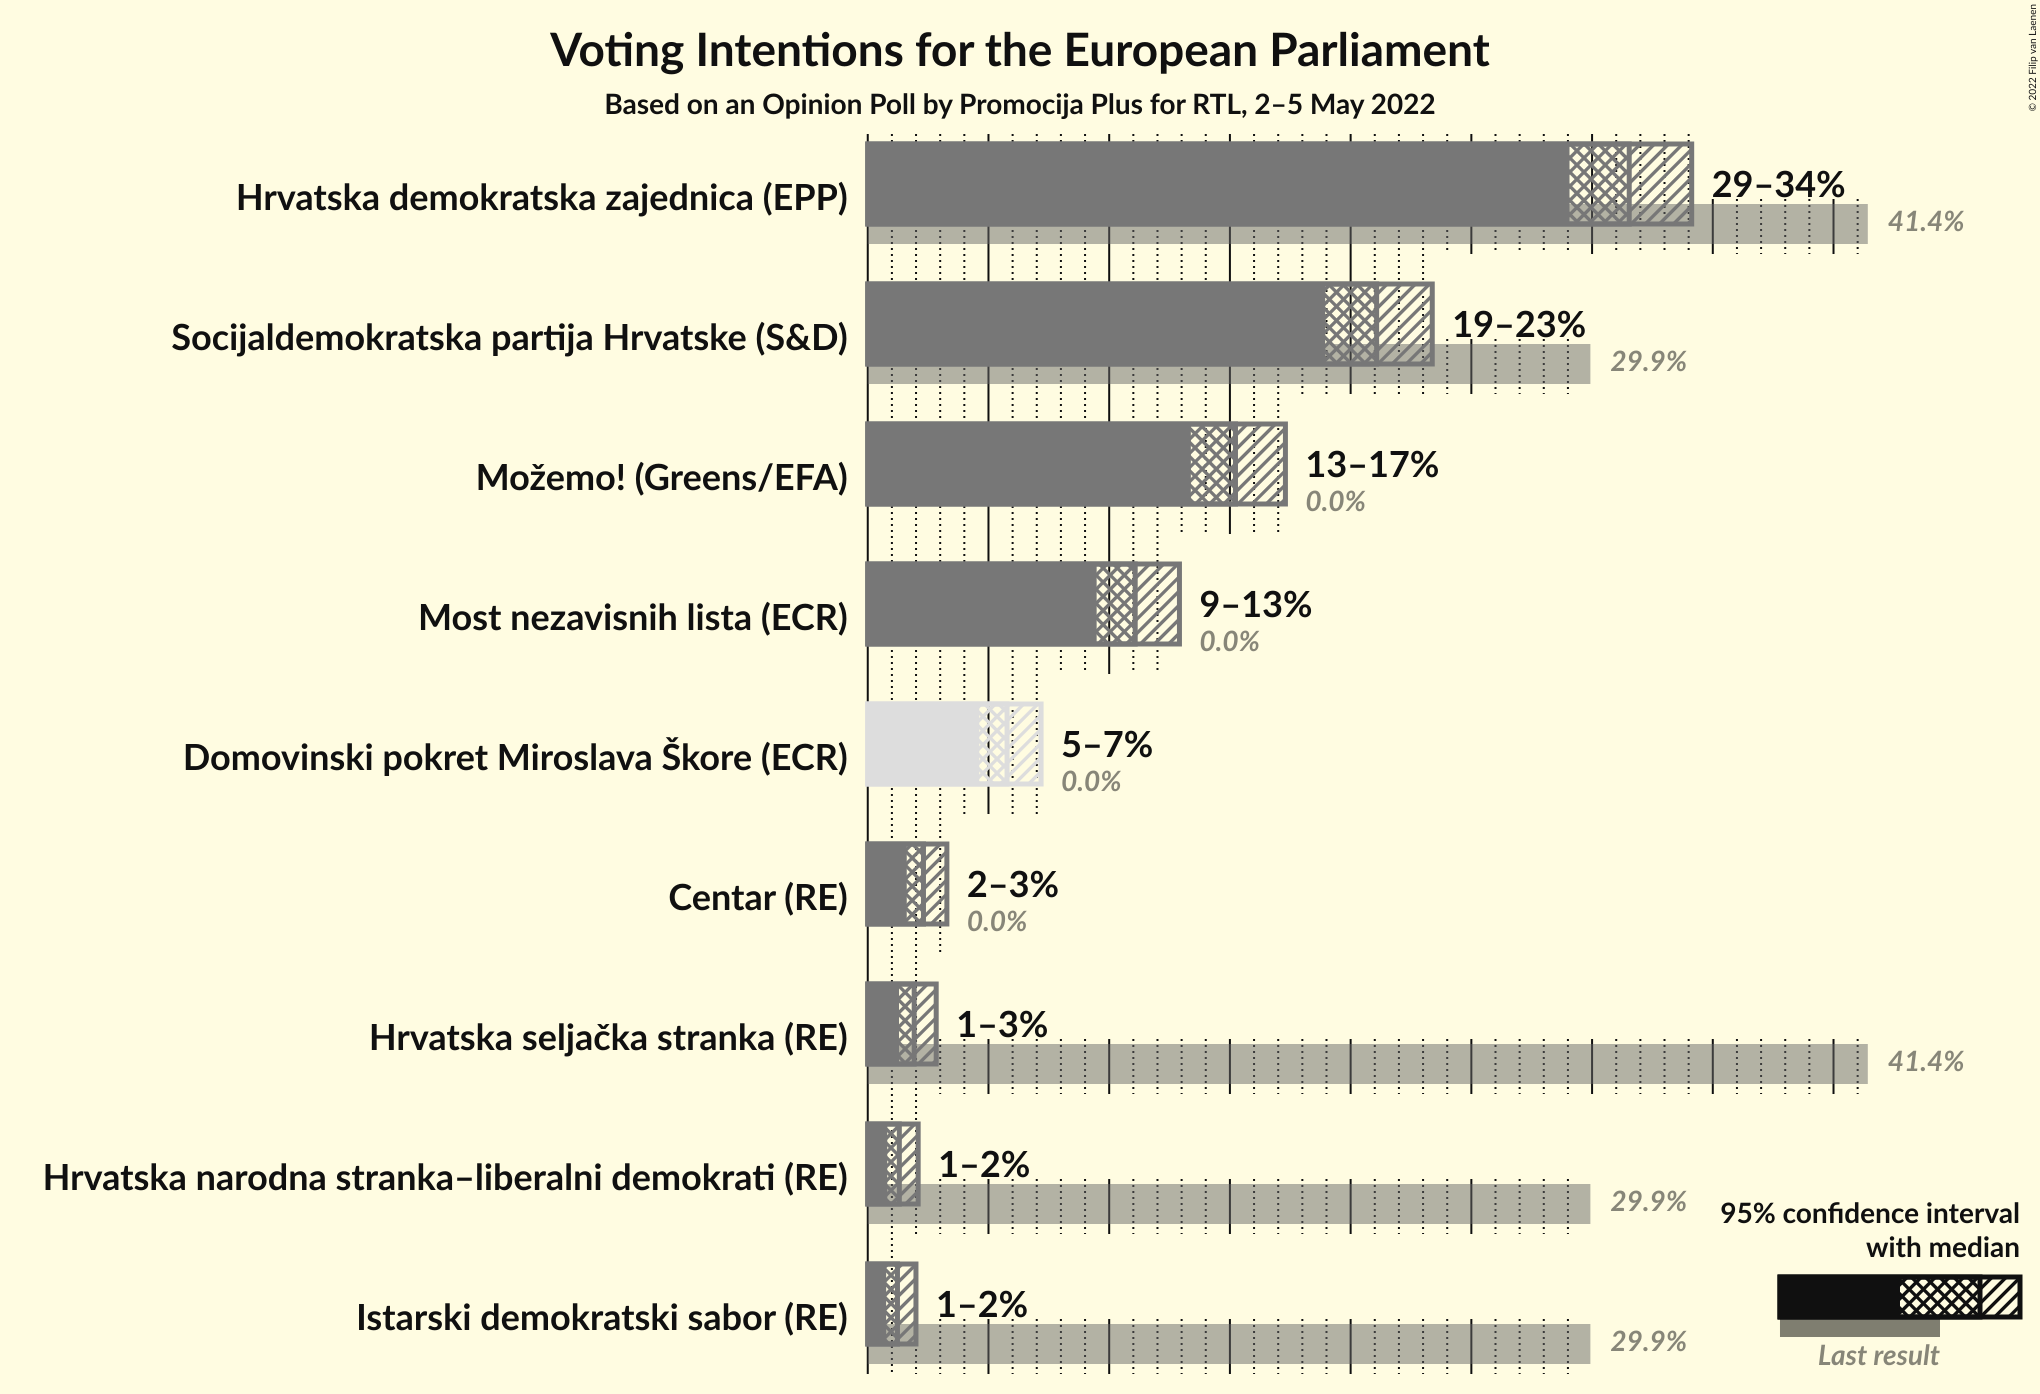 Voting Intentions for the European Parliament
Based on an Opinion Poll by Promocija Plus for RTL, 2–5 May 2022
© 2022 Filip van Laenen
Hrvatska demokratska zajednica (EPP)
29–34%
41.4%
Socijaldemokratska partija Hrvatske (S&D)
19–23%
29.9%
Možemo! (Greens/EFA)
13–17%
0.0%
Most nezavisnih lista (ECR)
9–13%
0.0%
Domovinski pokret Miroslava Škore (ECR)
5–7%
0.0%
Centar (RE)
2–3%
0.0%
Hrvatska seljačka stranka (RE)
1–3%
41.4%
Hrvatska narodna stranka–liberalni demokrati (RE)
1–2%
29.9%
Istarski demokratski sabor (RE)
1–2%
29.9%
95% confidence interval
with median
Last result